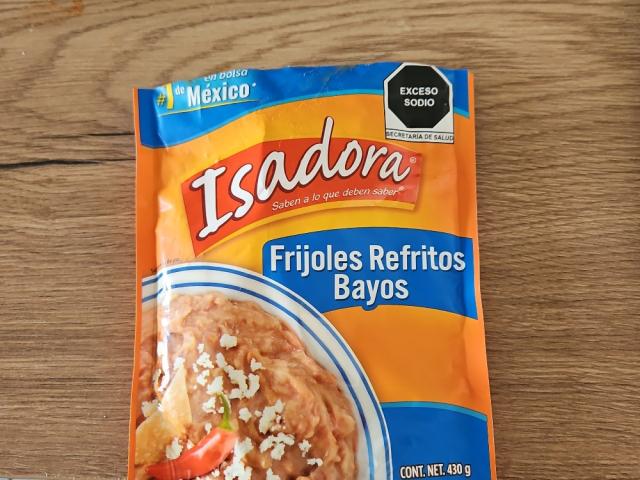 en bolsa
#1 de México*
EXCESO
SODIO
SECRETARÍA DE SALUD
Isadora®
Saben a lo que deben saber®
Frijoles Refritos
Bayos
CONT. NET. 430 g